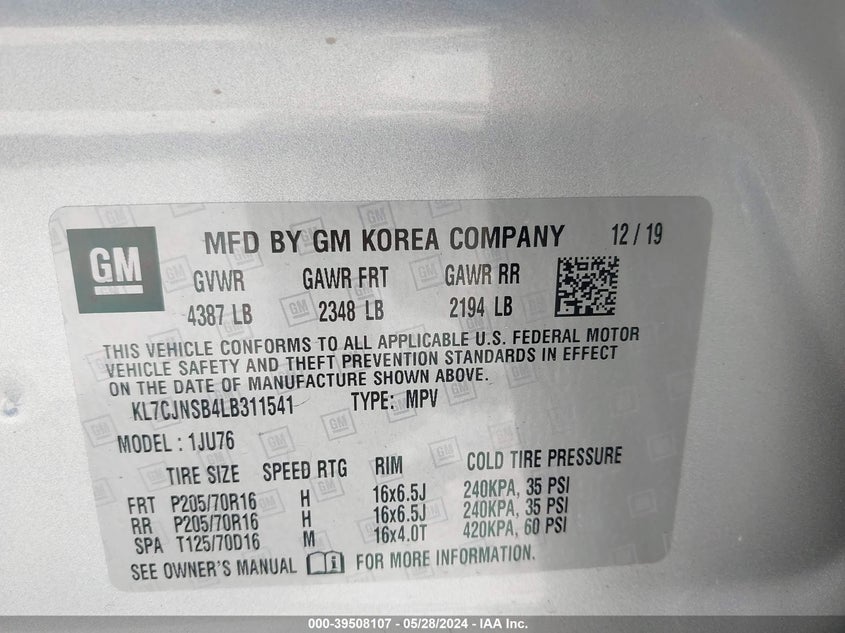 GM MFD BY GM KOREA COMPANY 12 / 19
GVWR GAWR FRT GAWR RR
4387 LB 2348 LB 2194 LB
THIS VEHICLE CONFORMS TO ALL APPLICABLE U.S. FEDERAL MOTOR
VEHICLE SAFETY AND THEFT PREVENTION STANDARDS IN EFFECT
ON THE DATE OF MANUFACTURE SHOWN ABOVE.
KL7CJNSB4LB311541 TYPE: MPV
MODEL : 1JU76
TIRE SIZE SPEED RTG RIM COLD TIRE PRESSURE
FRT P205/70R16 H 16x6.5J 240KPA, 35 PSI
RR P205/70R16 H 16x6.5J 240KPA, 35 PSI
SPA T125/70D16 M 16x4.0T 420KPA, 60 PSI
SEE OWNER'S MANUAL FOR MORE INFORMATION.
000-39508107 - 05/28/2024 - IAA Inc.